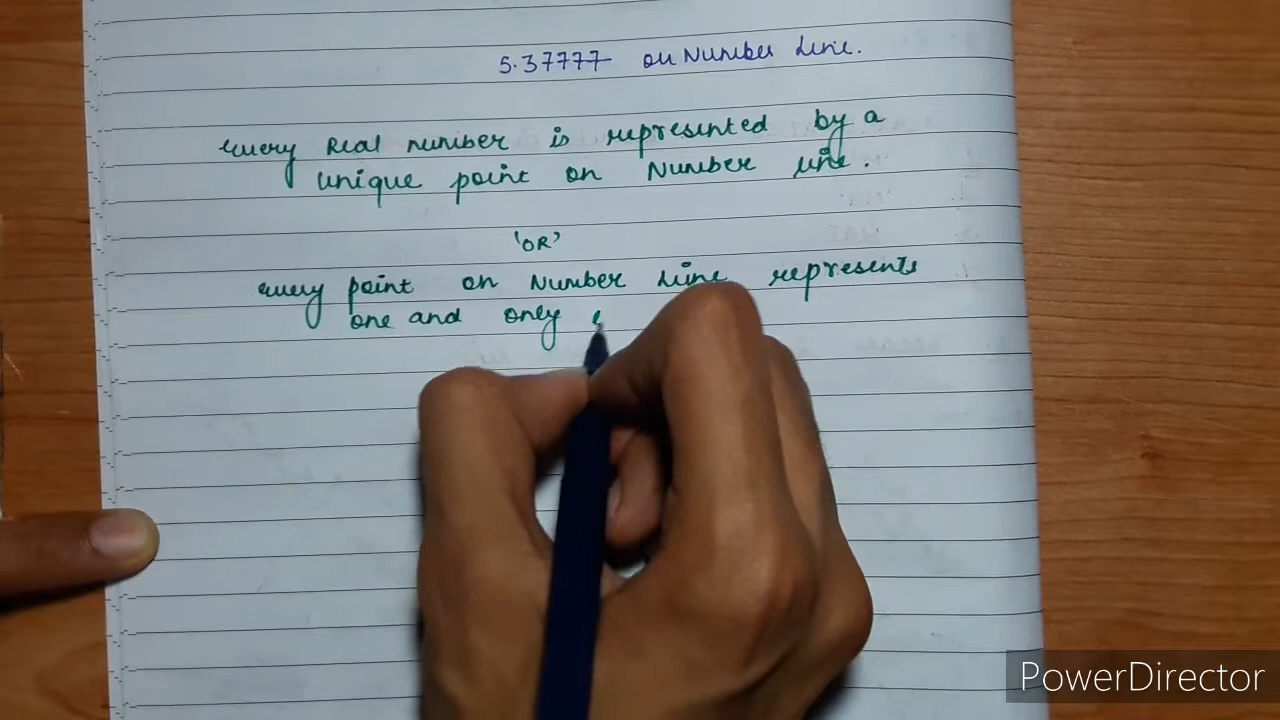 5.37777 on Number Line.
every Real number is represented by a
unique point on Number line.
'OR'
every point on Number Line represents
one and only
PowerDirector